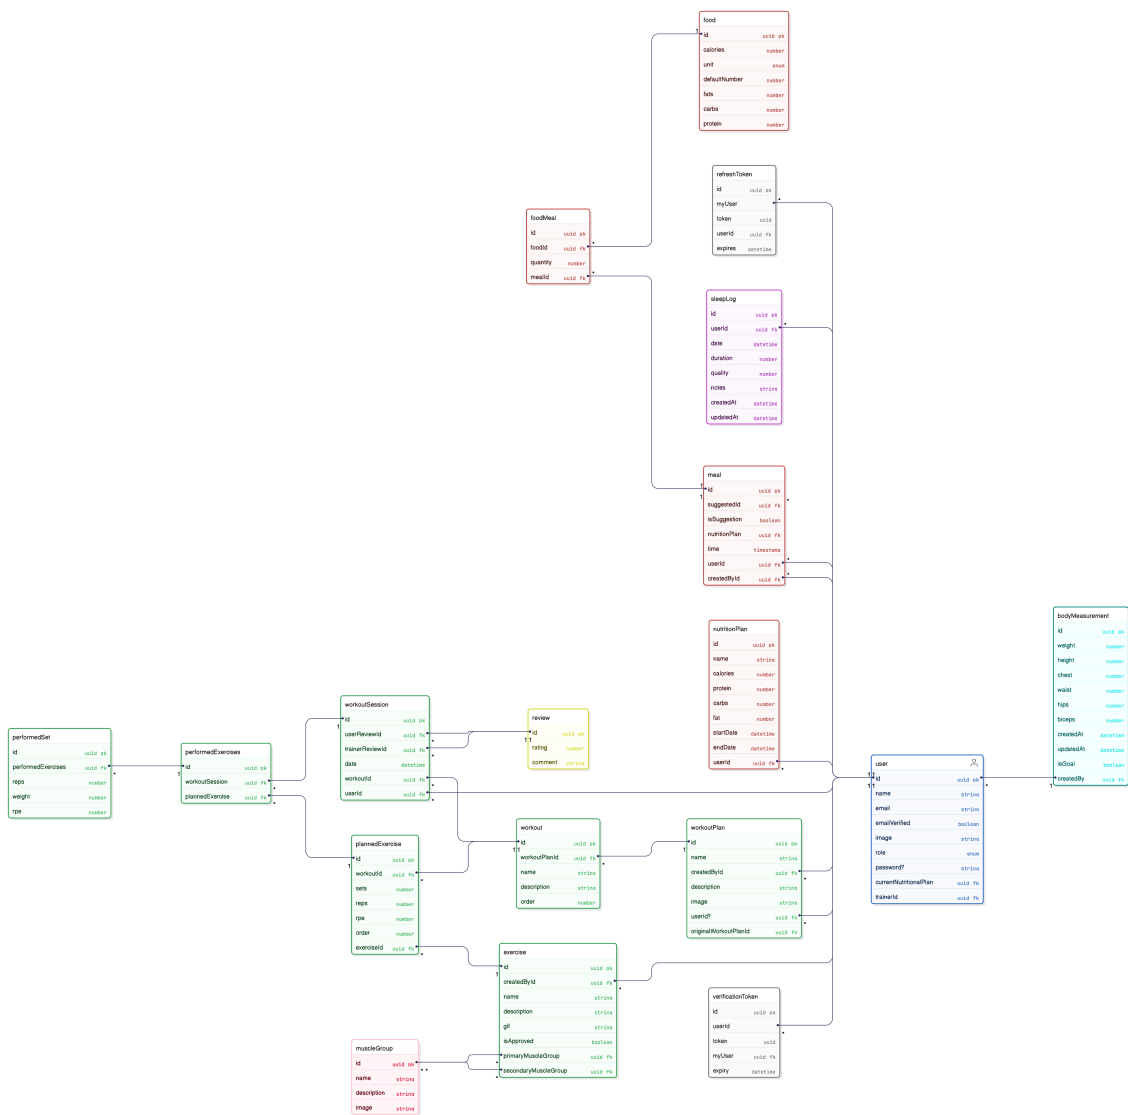 food
1
id uuid pk
calories number
unit enum
defaultNumber number
fats number
carbs number
protein number
refreshToken
id uuid pk
myUser *
token uuid
userId uuid fk
expires datetime
foodMeal
id uuid pk
foodId uuid fk *
quantity number
mealId uuid fk *
sleepLog
id uuid pk
userId uuid fk *
date datetime
duration number
quality number
notes string
createdAt datetime
updatedAt datetime
meal
1
id uuid pk
1
suggestedId uuid fk *
isSuggestion boolean
nutritionPlan uuid fk
time timestamp
userId uuid fk *
createdById uuid fk *
nutritionPlan
id uuid pk
name string
calories number
protein number
carbs number
fat number
startDate datetime
endDate datetime
userId uuid fk *
bodyMeasurement
id uuid pk
weight number
height number
chest number
waist number
hips number
biceps number
createdAt datetime
updatedAt datetime
isGoal boolean
createdBy uuid fk
1
workoutSession
id uuid pk
1
userReviewId uuid fk *
trainerReviewId uuid fk *
date datetime
workoutId uuid fk *
userId uuid fk *
review
id uuid pk
1 1
rating number
comment string
performedSet
id uuid pk
performedExercises uuid fk *
reps number
weight number
rpe number
performedExercises
id uuid pk
1
workoutSession uuid fk *
plannedExercise uuid fk *
user
id uuid pk
name string
email string
emailVerified boolean
image string
role enum
password? string
currentNutritionalPlan uuid fk
trainerId uuid fk
plannedExercise
id uuid pk
1
workoutId uuid fk *
sets number
reps number
rpe number
order number
exerciseId uuid fk *
workout
id uuid pk
1 1
workoutPlanId uuid fk *
name string
description string
order number
workoutPlan
id uuid pk
1
name string
createdById uuid fk *
description string
image string
userId? uuid fk *
originalWorkoutPlanId uuid fk
exercise
id uuid pk
1
createdById uuid fk *
name string
description string
gif string
isApproved boolean
primaryMuscleGroup uuid fk *
secondaryMuscleGroup uuid fk *
verificationToken
id uuid pk
userId *
token uuid
myUser uuid fk
expiry datetime
muscleGroup
id uuid pk * *
name string
description string
image string